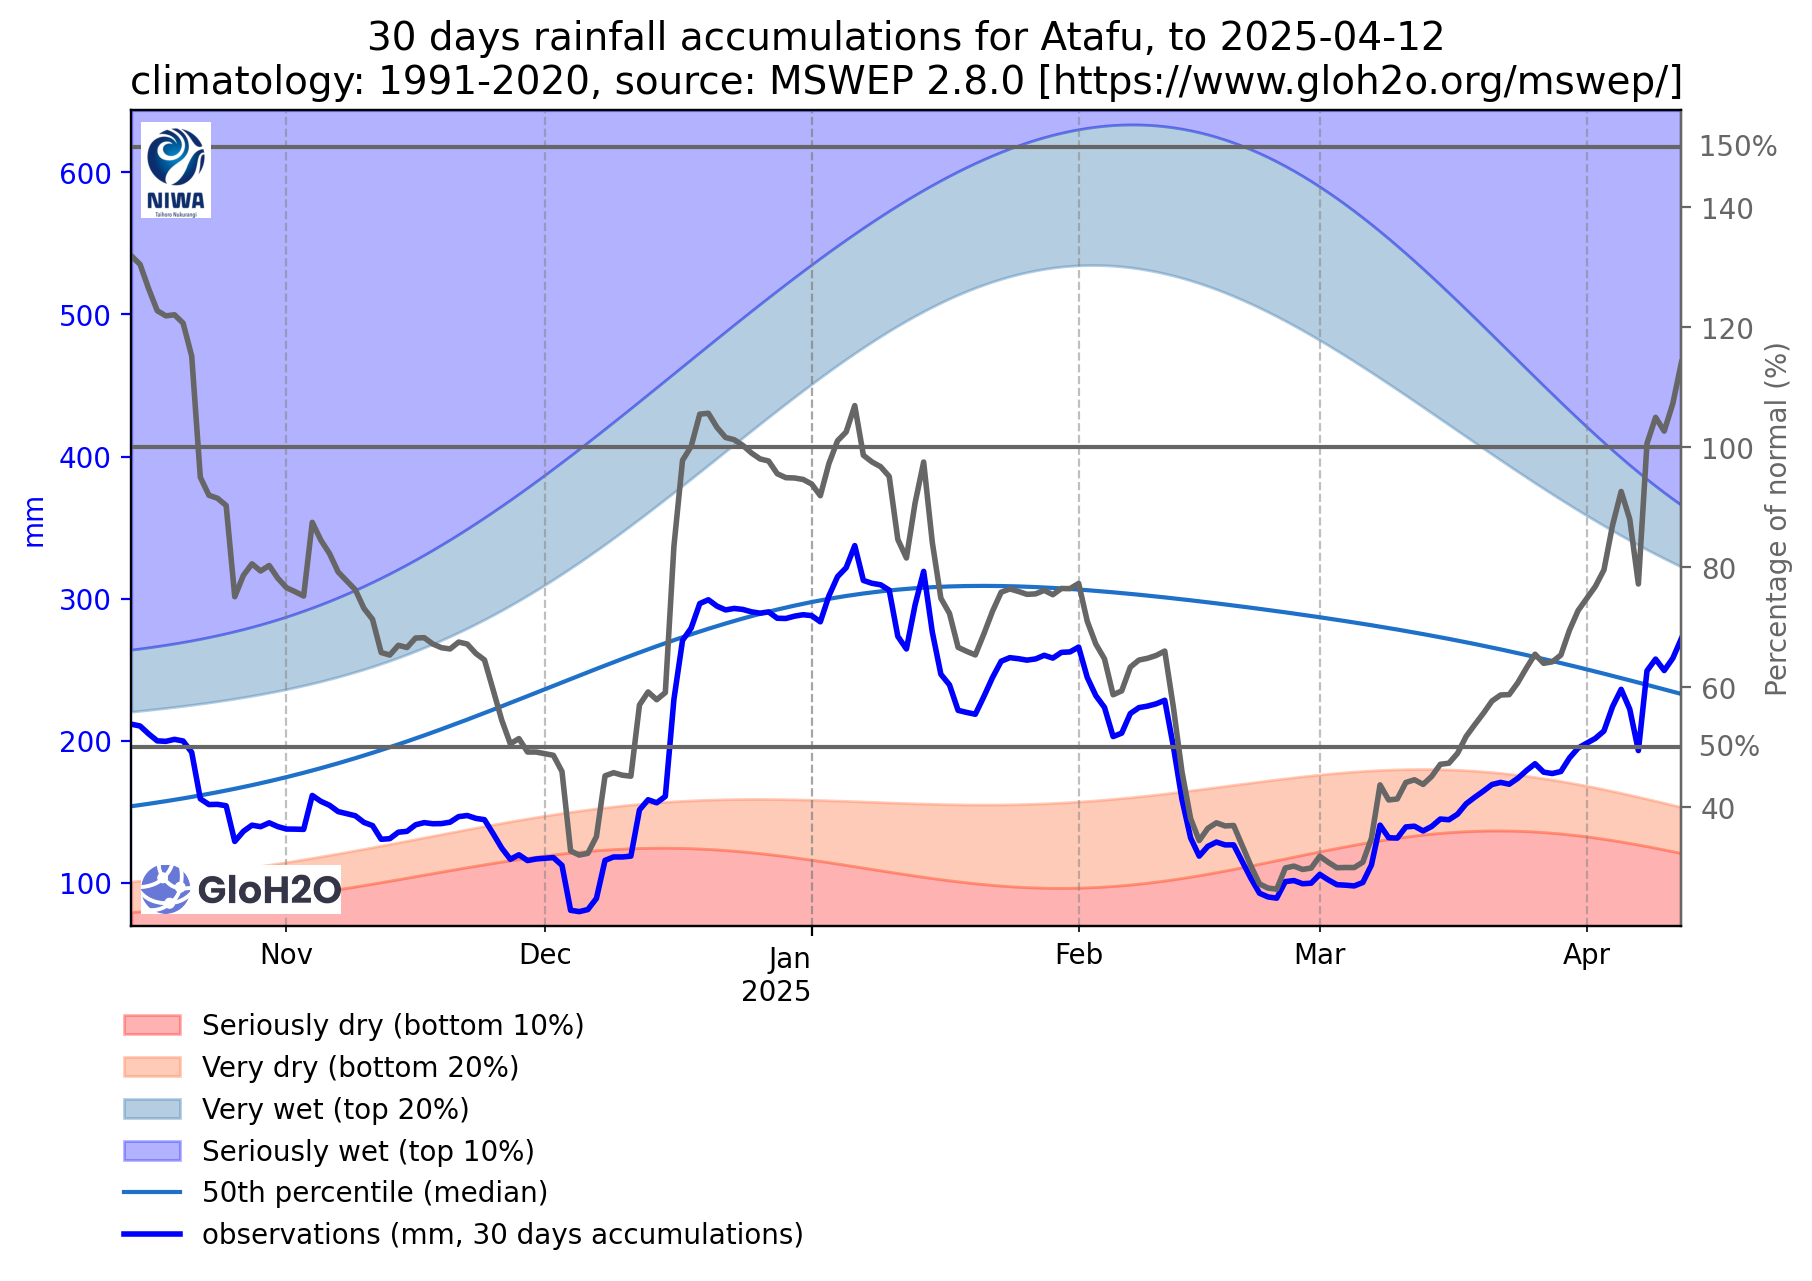 30 days rainfall accumulations for Atafu, to 2025-04-12
climatology: 1991-2020, source: MSWEP 2.8.0 [https://www.gloh2o.org/mswep/]
NIWA
Taihoro Nukurangi
600
500
400
300
200
100
mm
150%
140
120
100
80
60
50%
40
Percentage of normal (%)
GloH2O
Nov
Dec
Jan
2025
Feb
Mar
Apr
Seriously dry (bottom 10%)
Very dry (bottom 20%)
Very wet (top 20%)
Seriously wet (top 10%)
50th percentile (median)
observations (mm, 30 days accumulations)